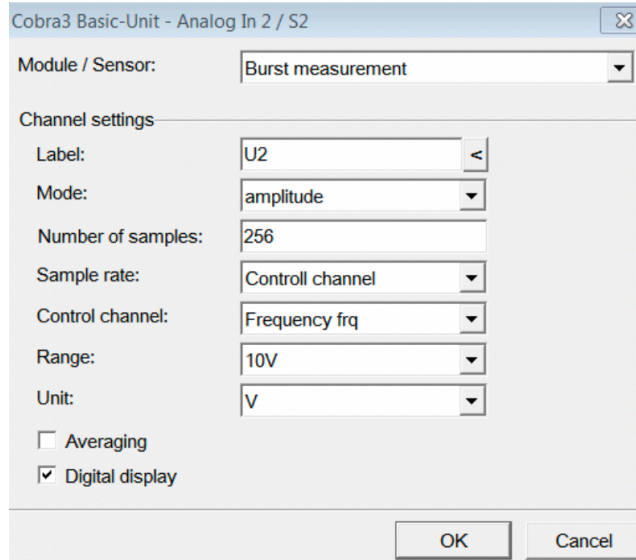 Cobra3 Basic-Unit - Analog In 2 / S2
Module / Sensor: Burst measurement
Channel settings
Label: U2 <
Mode: amplitude
Number of samples: 256
Sample rate: Controll channel
Control channel: Frequency frq
Range: 10V
Unit: V
Averaging
Digital display
OK Cancel